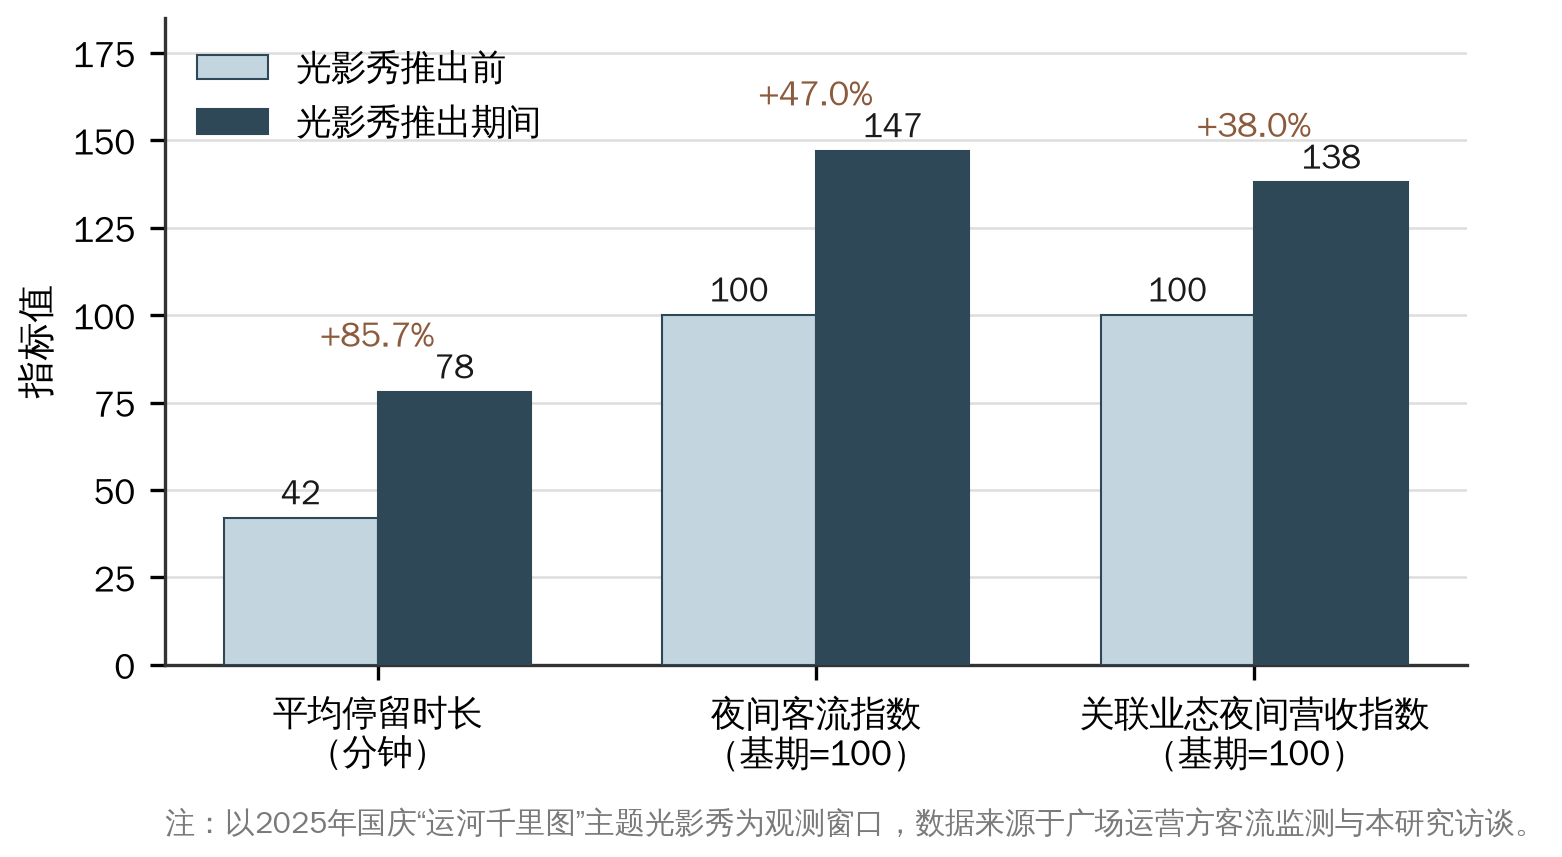 光影秀推出前
光影秀推出期间
指标值
175
150
125
100
75
50
25
0
+85.7%
42
78
+47.0%
100
147
+38.0%
100
138
平均停留时长
（分钟）
夜间客流指数
（基期=100）
关联业态夜间营收指数
（基期=100）
注：以2025年国庆“运河千里图”主题光影秀为观测窗口，数据来源于广场运营方客流监测与本研究访谈。